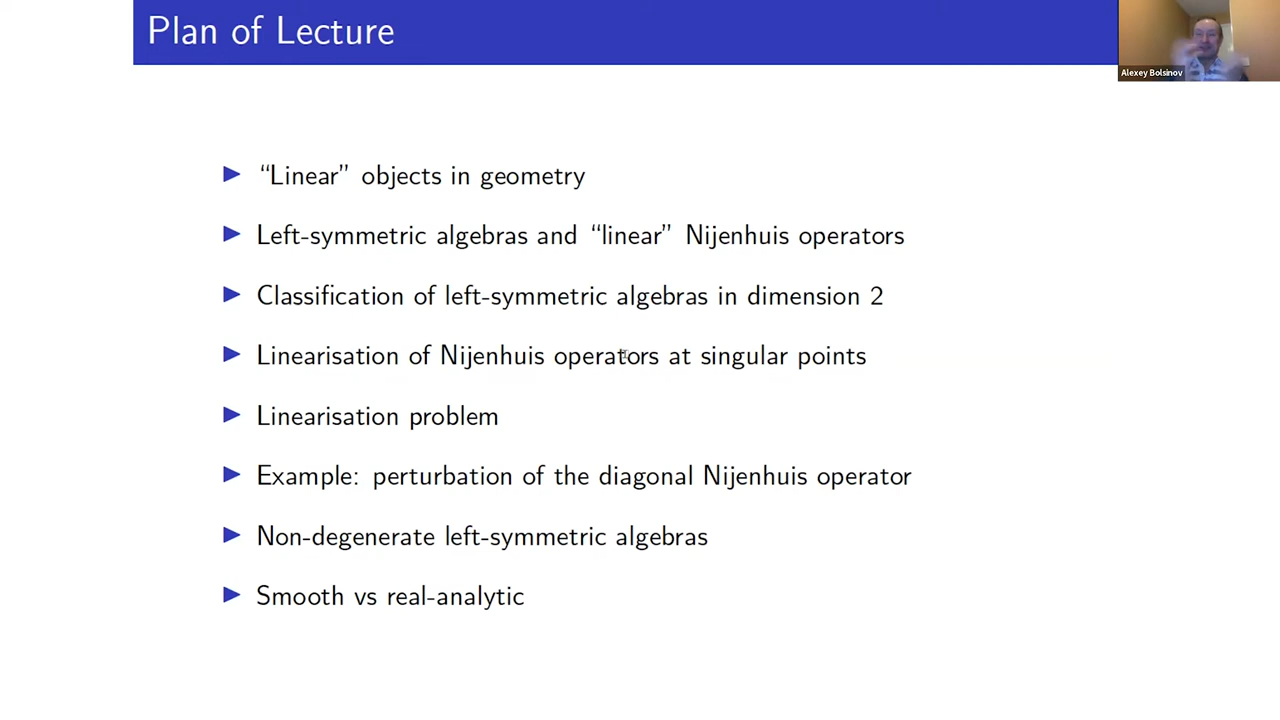 Plan of Lecture
Alexey Bolsinov
“Linear” objects in geometry
Left-symmetric algebras and “linear” Nijenhuis operators
Classification of left-symmetric algebras in dimension 2
Linearisation of Nijenhuis operators at singular points
Linearisation problem
Example: perturbation of the diagonal Nijenhuis operator
Non-degenerate left-symmetric algebras
Smooth vs real-analytic